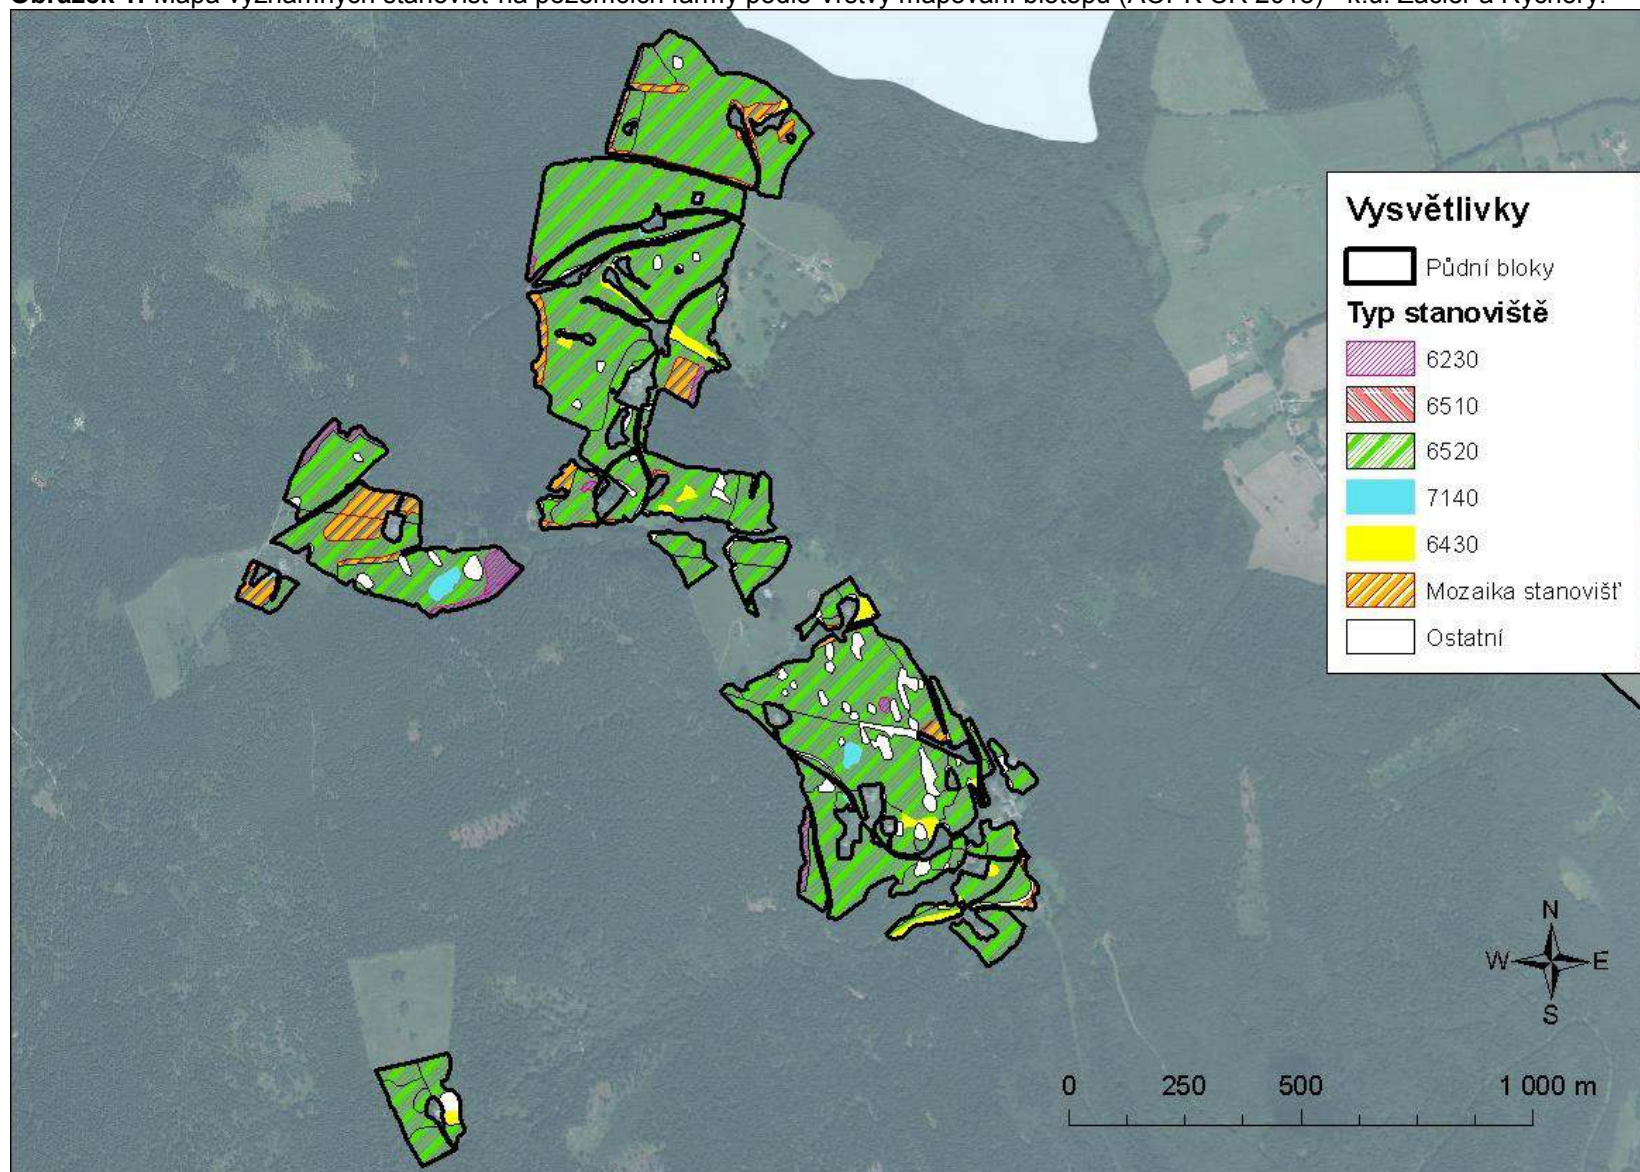 Vysvětlivky
Půdní bloky
Typ stanoviště
6230
6510
6520
7140
6430
Mozaika stanovišť
Ostatní
N
W E
S
0 250 500 1 000 m